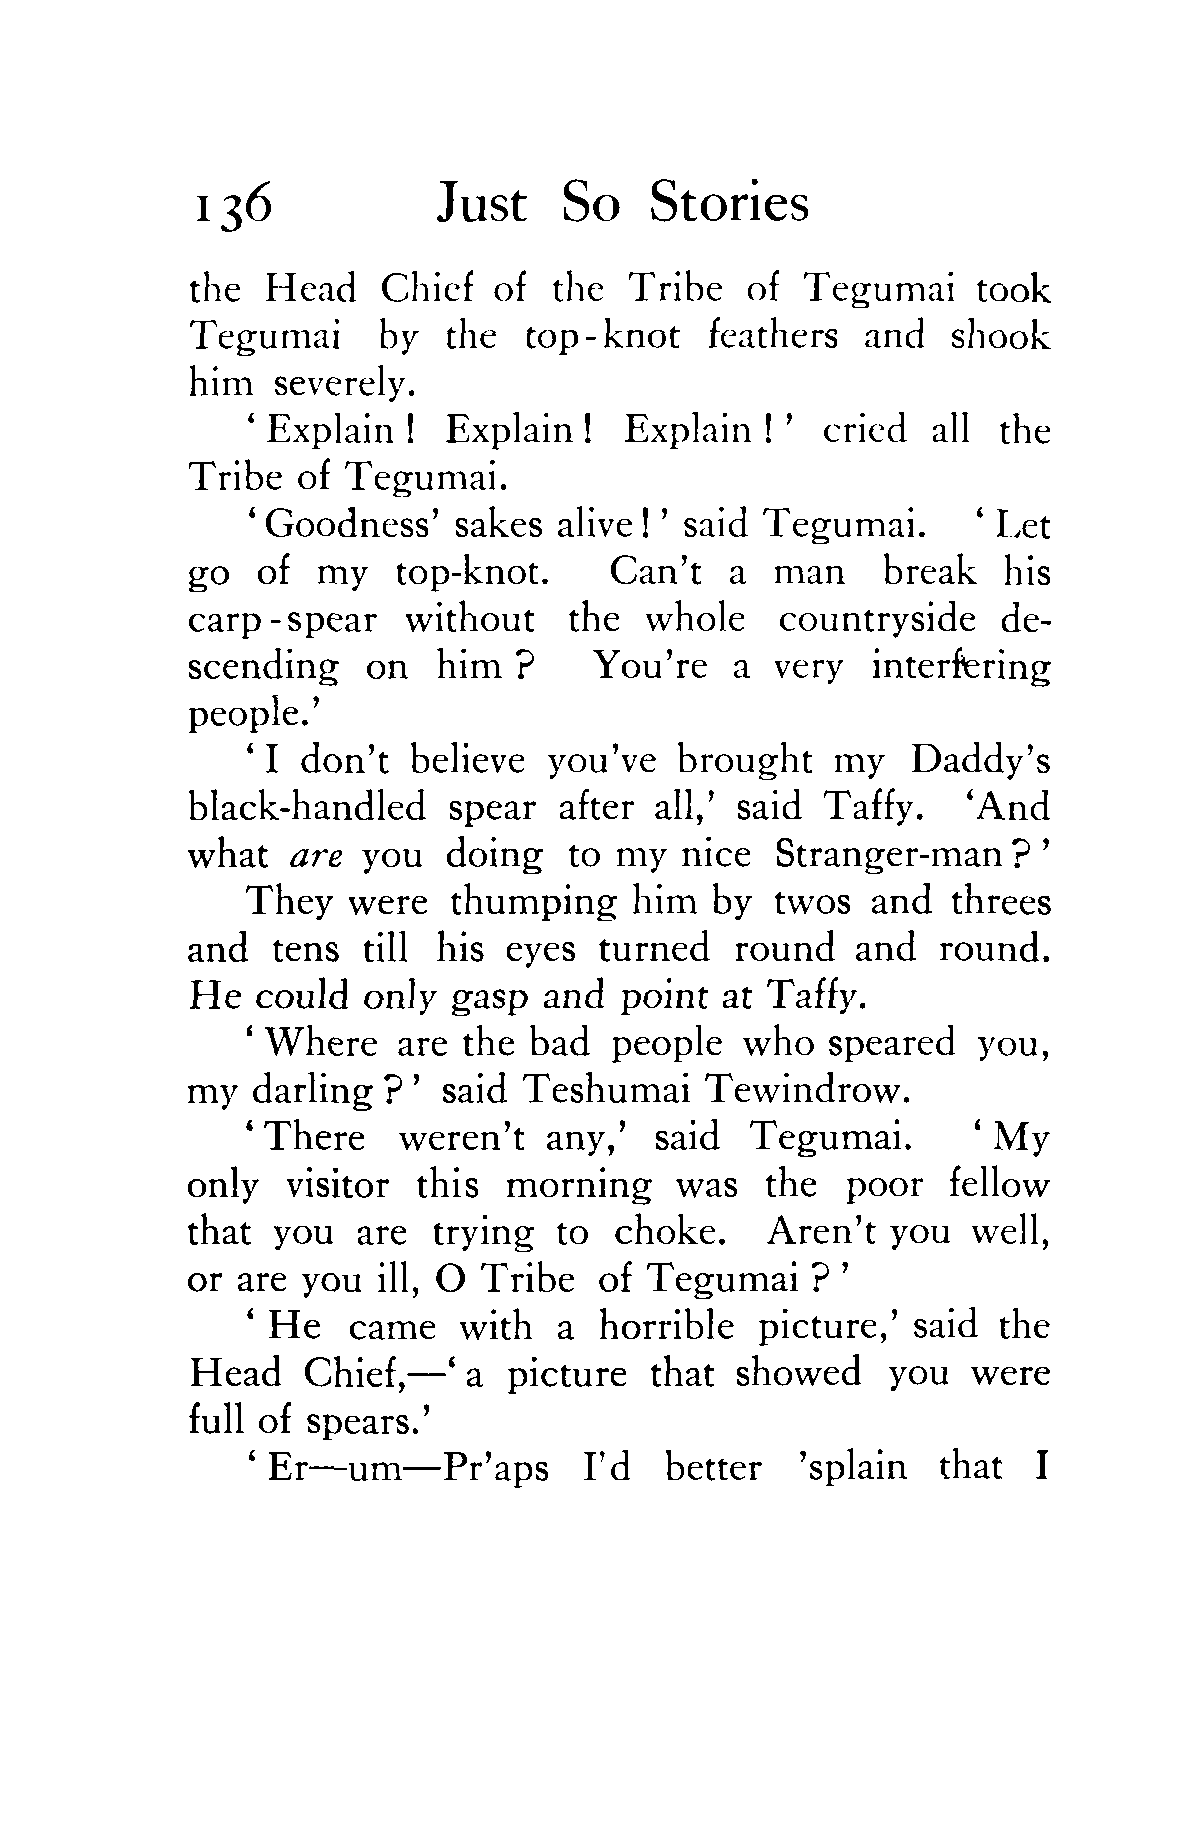 136 Just So Stories
the Head Chief of the Tribe of Tegumai took
Tegumai by the top-knot feathers and shook
him severely.
‘Explain! Explain! Explain!’ cried all the
Tribe of Tegumai.
‘Goodness’ sakes alive!’ said Tegumai. ‘Let
go of my top-knot. Can’t a man break his
carp-spear without the whole countryside de-
scending on him? You’re a very interfering
people.’
‘I don’t believe you’ve brought my Daddy’s
black-handled spear after all,’ said Taffy. ‘And
what are you doing to my nice Stranger-man?’
They were thumping him by twos and threes
and tens till his eyes turned round and round.
He could only gasp and point at Taffy.
‘Where are the bad people who speared you,
my darling?’ said Teshumai Tewindrow.
‘There weren’t any,’ said Tegumai. ‘My
only visitor this morning was the poor fellow
that you are trying to choke. Aren’t you well,
or are you ill, O Tribe of Tegumai?’
‘He came with a horrible picture,’ said the
Head Chief,—‘a picture that showed you were
full of spears.’
‘Er—um—Pr’aps I’d better ’splain that I